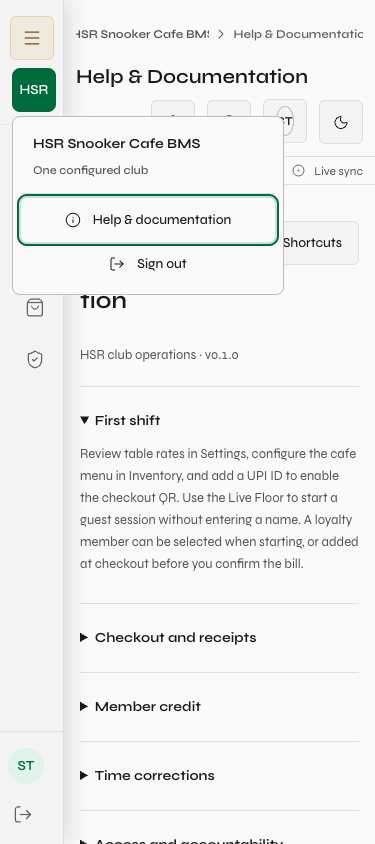 HSR Snooker Cafe BMS
Help & Documentatio
HSR
Help & Documentation
HSR Snooker Cafe BMS
One configured club
Live sync
Help & documentation
Sign out
Shortcuts
tion
HSR club operations · v0.1.0
First shift
Review table rates in Settings, configure the cafe
menu in Inventory, and add a UPI ID to enable
the checkout QR. Use the Live Floor to start a
guest session without entering a name. A loyalty
member can be selected when starting, or added
at checkout before you confirm the bill.
Checkout and receipts
Member credit
Time corrections
ST
Access and accountability